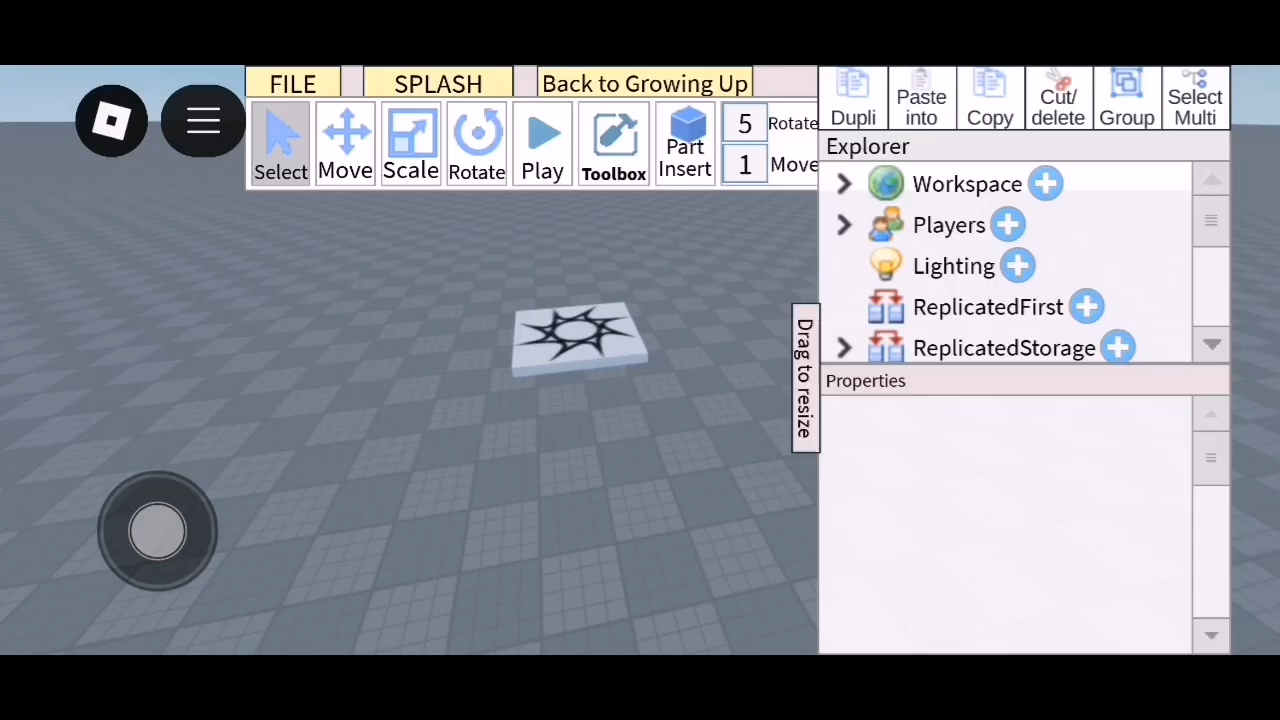 FILE
SPLASH
Back to Growing Up
Select
Move
Scale
Rotate
Play
Toolbox
Part
Insert
5
Rotate
1
Move
Dupli
Paste
into
Copy
Cut/
delete
Group
Select
Multi
Explorer
Workspace
Players
Lighting
ReplicatedFirst
ReplicatedStorage
Drag to resize
Properties